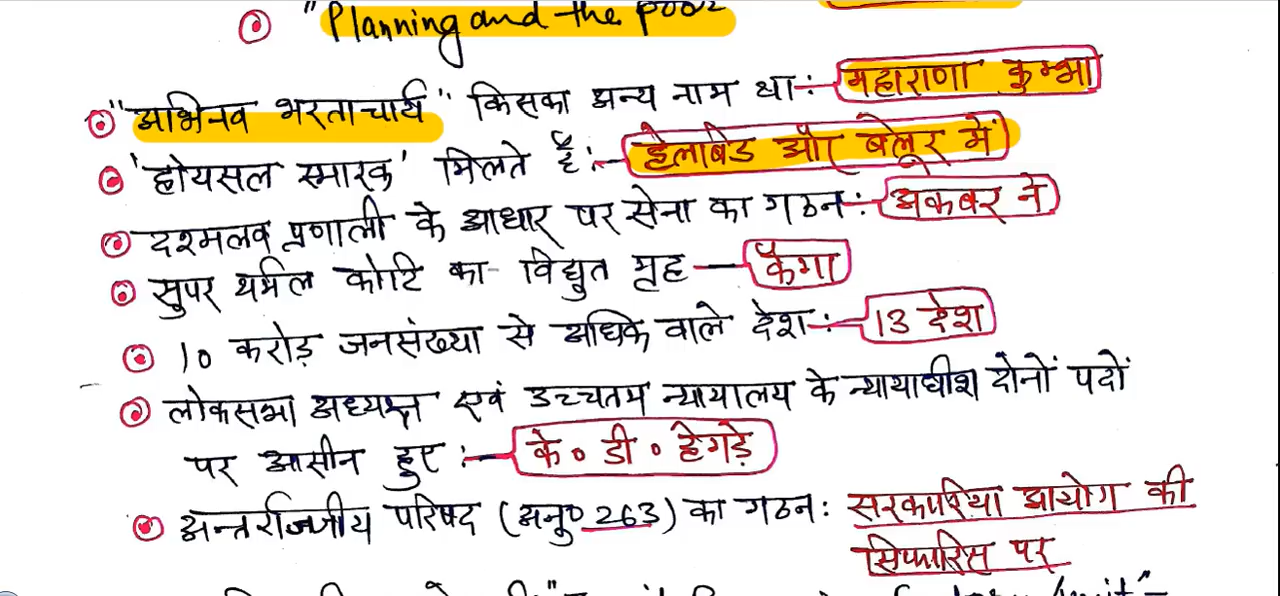 "Planning and the poor
"अभिनव भरताचार्य" किसका अन्य नाम था:- महाराणा कुम्भा
'होयसल स्मारक' मिलते हैं:- हेलाबिड और बेलूर में
दशमलव प्रणाली के आधार पर सेना का गठन:- अकबर ने
सुपर थर्मल कोटि का विद्युत गृह — कैगा
10 करोड़ जनसंख्या से अधिक वाले देश:- 13 देश
लोकसभा अध्यक्ष एवं उच्चतम न्यायालय के न्यायाधीश दोनों पदों
पर आसीन हुए:- के० डी० हेगड़े
अन्तर्राज्जीय परिषद (अनु० 263) का गठन: सरकारिया आयोग की
सिफारिस पर